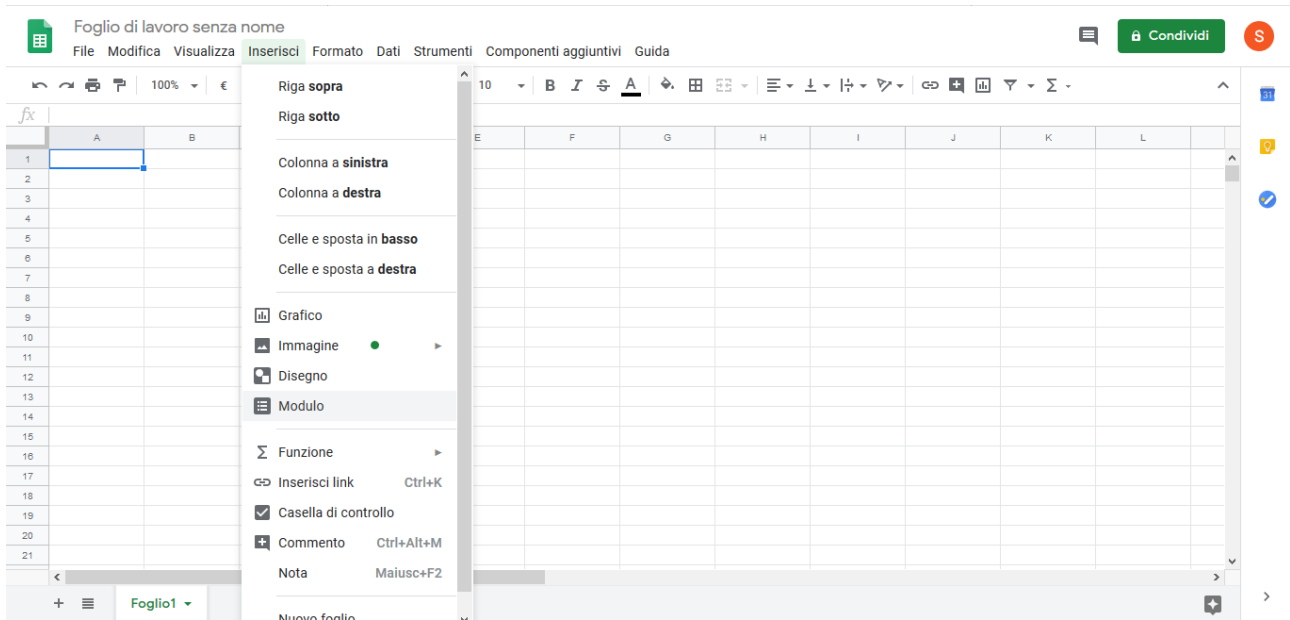 Foglio di lavoro senza nome
File Modifica Visualizza Inserisci Formato Dati Strumenti Componenti aggiuntivi Guida
Condividi
S
100% € 10 B I S A Σ
31
fx
A B E F G H I J K L
1
2
3
4
5
6
7
8
9
10
11
12
13
14
15
16
17
18
19
20
21
Riga sopra
Riga sotto
Colonna a sinistra
Colonna a destra
Celle e sposta in basso
Celle e sposta a destra
Grafico
Immagine
Disegno
Modulo
Σ Funzione
Inserisci link Ctrl+K
Casella di controllo
Commento Ctrl+Alt+M
Nota Maiusc+F2
Nuovo foglio
+ Foglio1